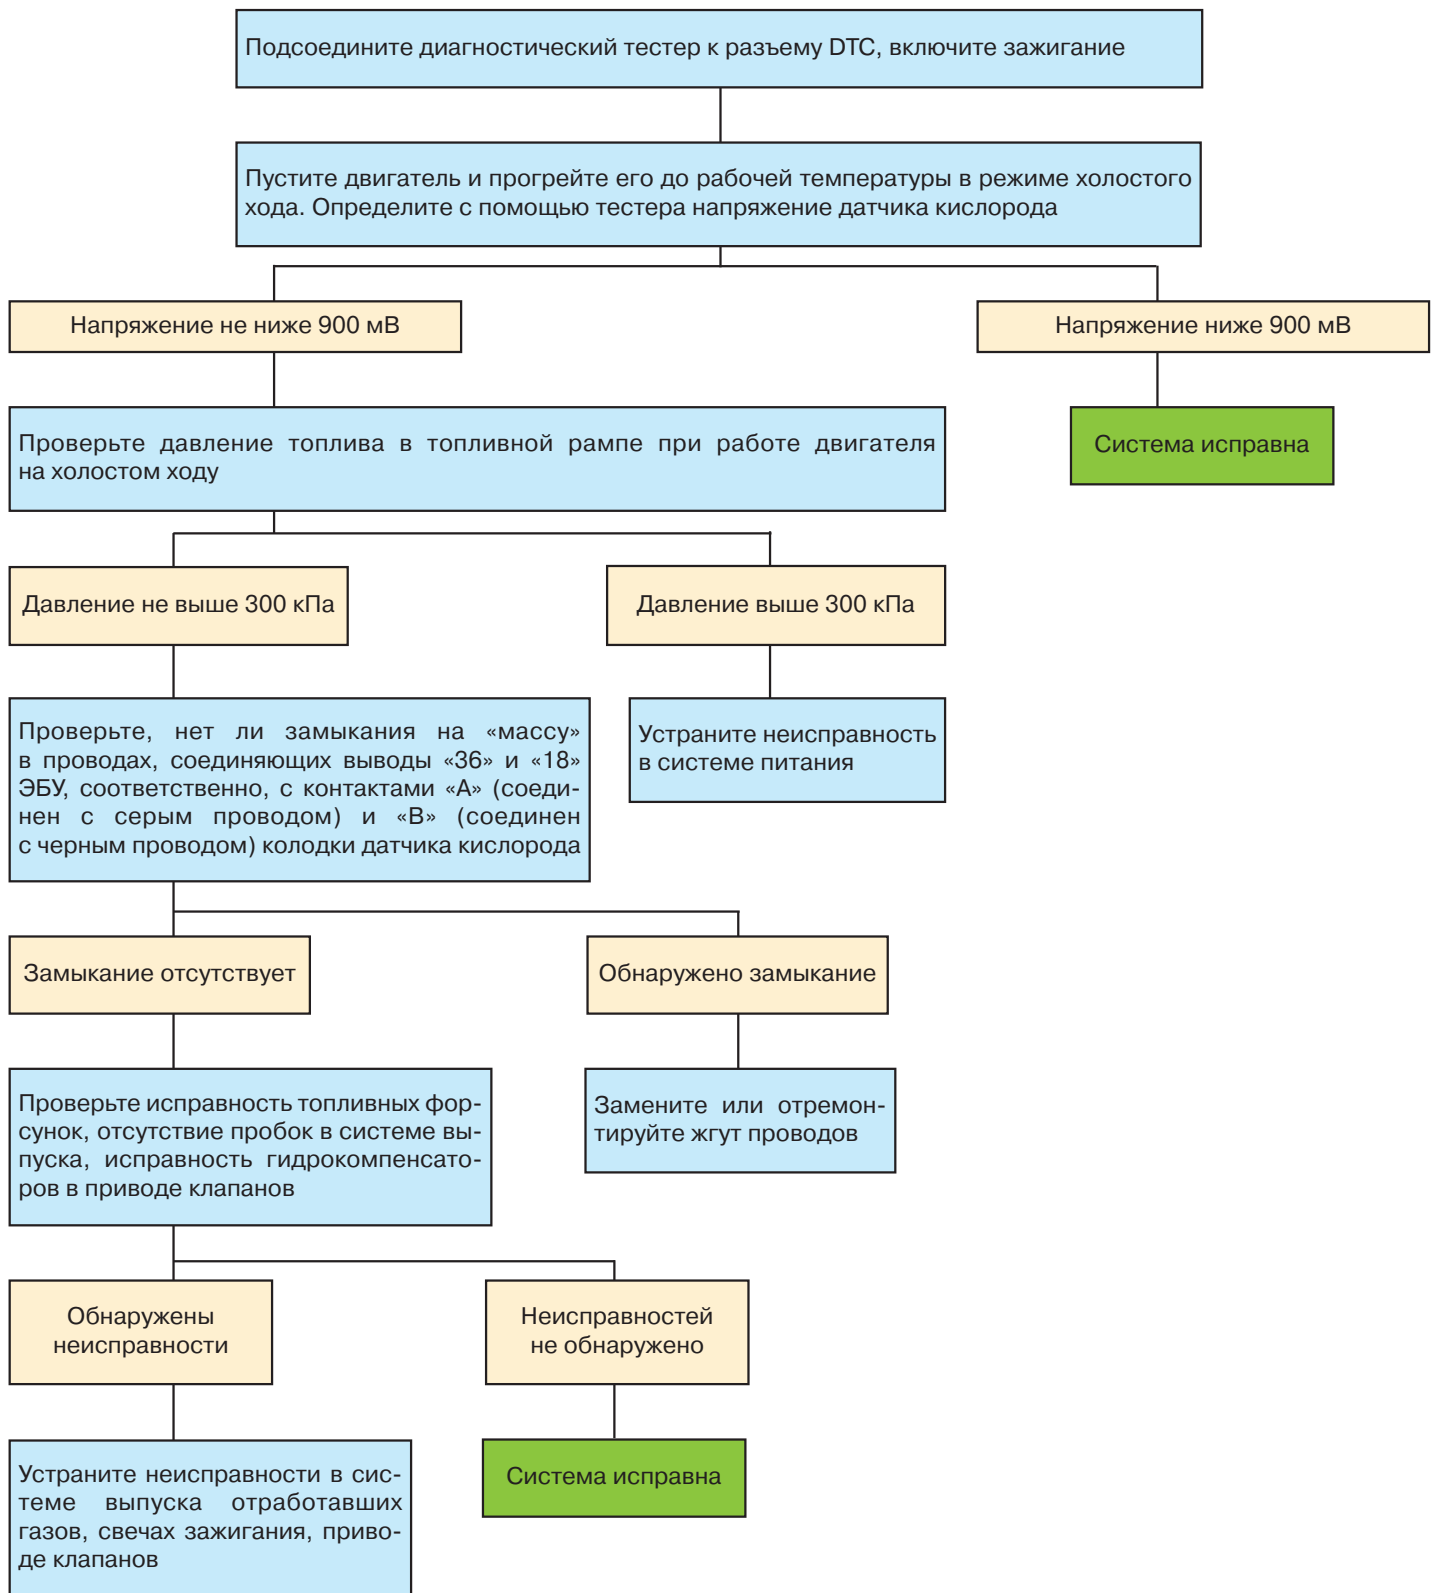 Подсоедините диагностический тестер к разъему DTC, включите зажигание
Пустите двигатель и прогрейте его до рабочей температуры в режиме холостого
хода. Определите с помощью тестера напряжение датчика кислорода
Напряжение не ниже 900 мВ
Напряжение ниже 900 мВ
Проверьте давление топлива в топливной рампе при работе двигателя
на холостом ходу
Система исправна
Давление не выше 300 кПа
Давление выше 300 кПа
Проверьте, нет ли замыкания на «массу»
в проводах, соединяющих выводы «36» и «18»
ЭБУ, соответственно, с контактами «А» (соеди-
нен с серым проводом) и «В» (соединен
с черным проводом) колодки датчика кислорода
Устраните неисправность
в системе питания
Замыкание отсутствует
Обнаружено замыкание
Проверьте исправность топливных фор-
сунок, отсутствие пробок в системе вы-
пуска, исправность гидрокомпенсато-
ров в приводе клапанов
Замените или отремон-
тируйте жгут проводов
Обнаружены
неисправности
Неисправностей
не обнаружено
Устраните неисправности в сис-
теме выпуска отработавших
газов, свечах зажигания, приво-
де клапанов
Система исправна